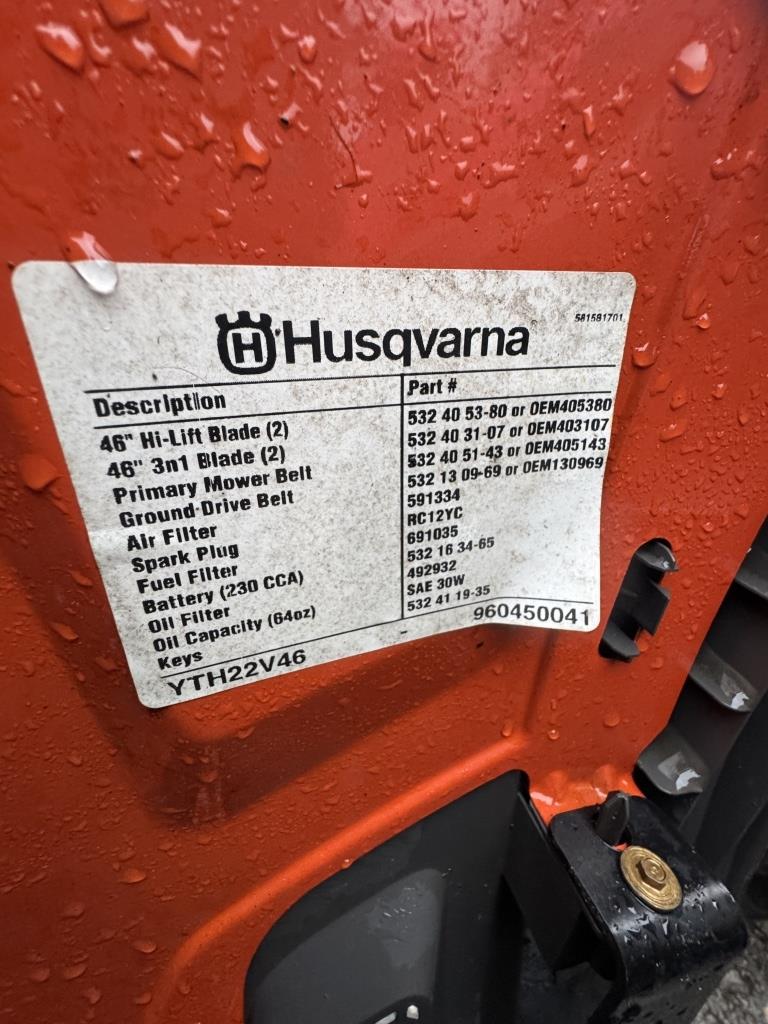 581581701
H Husqvarna
Description Part #
46" Hi-Lift Blade (2) 532 40 53-80 or OEM405380
46" 3n1 Blade (2) 532 40 31-07 or OEM403107
Primary Mower Belt 532 40 51-43 or OEM405143
Ground Drive Belt 532 13 09-69 or OEM130969
Air Filter 591334
Spark Plug RC12YC
Fuel Filter 691035
Battery (230 CCA) 532 16 34-65
Oil Filter 492932
Oil Capacity (64oz) SAE 30W
Keys 532 41 19-35
YTH22V46 960450041